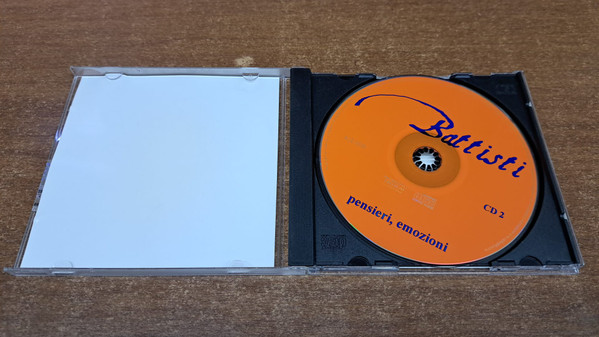 Battisti
CD 2
pensieri, emozioni